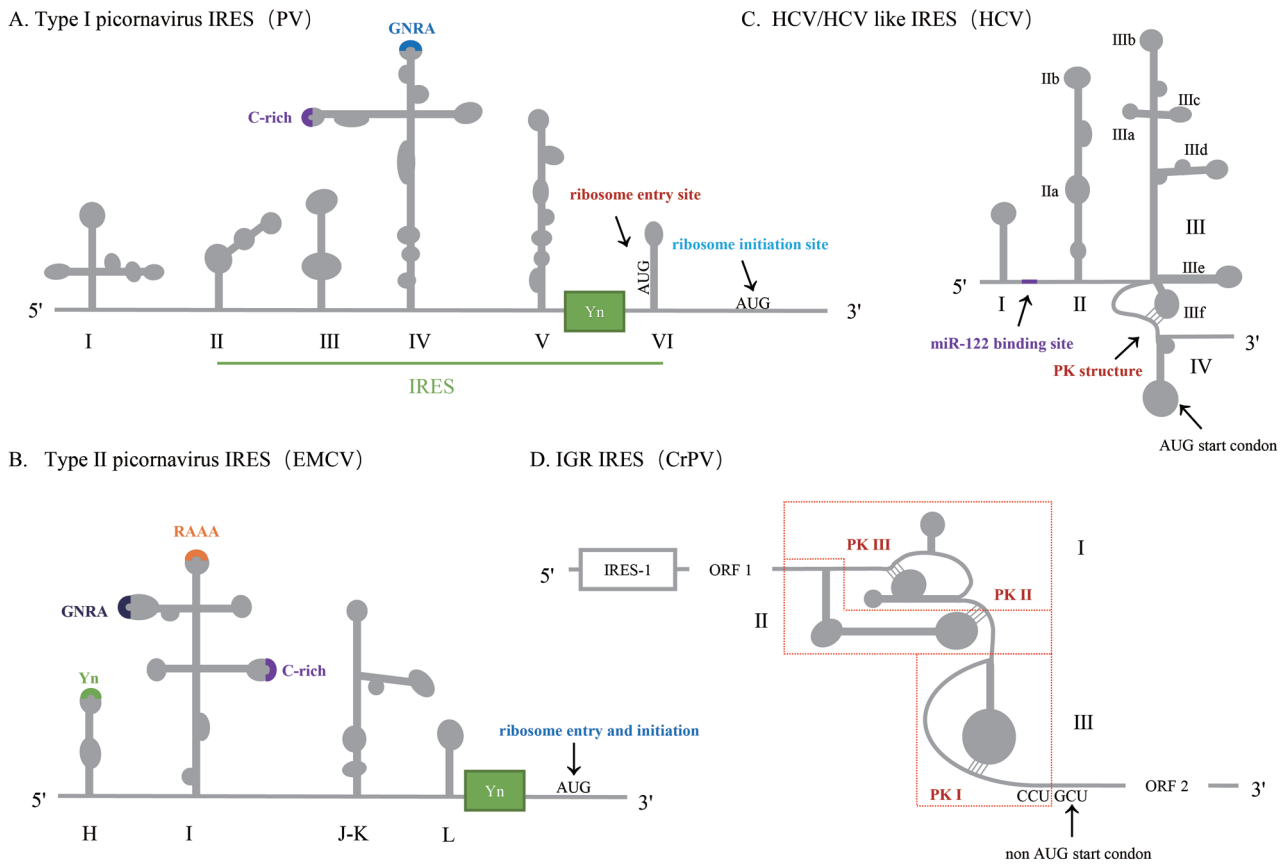 A. Type I picornavirus IRES（PV）
GNRA
C-rich
ribosome entry site
ribosome initiation site
AUG
AUG
5'
Yn
3'
I
II
III
IV
V
VI
IRES
C. HCV/HCV like IRES（HCV）
IIIb
IIb
IIIc
IIIa
IIId
IIa
III
IIIe
5'
I
II
IIIf
miR-122 binding site
3'
PK structure
IV
AUG start condon
B. Type II picornavirus IRES（EMCV）
RAAA
GNRA
C-rich
Yn
ribosome entry and initiation
AUG
5'
Yn
3'
H
I
J-K
L
D. IGR IRES（CrPV）
PK III
I
5'
IRES-1
ORF 1
PK II
II
III
PK I
CCU GCU
ORF 2
3'
non AUG start condon